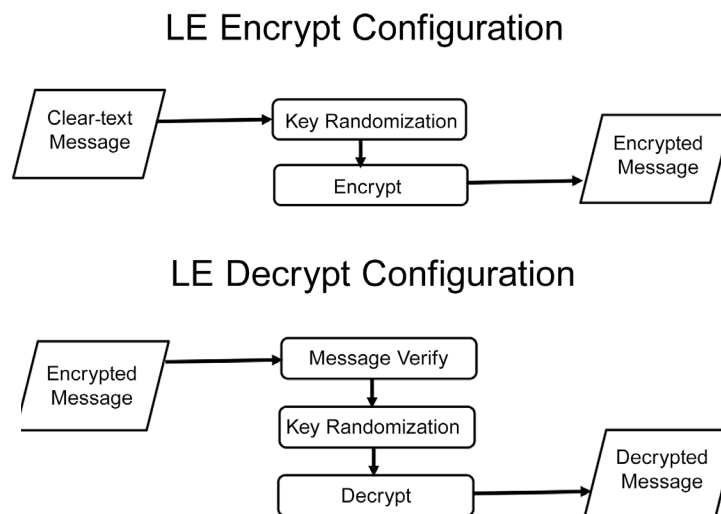 LE Encrypt Configuration
Clear-text
Message
Key Randomization
Encrypt
Encrypted
Message
LE Decrypt Configuration
Encrypted
Message
Message Verify
Key Randomization
Decrypt
Decrypted
Message